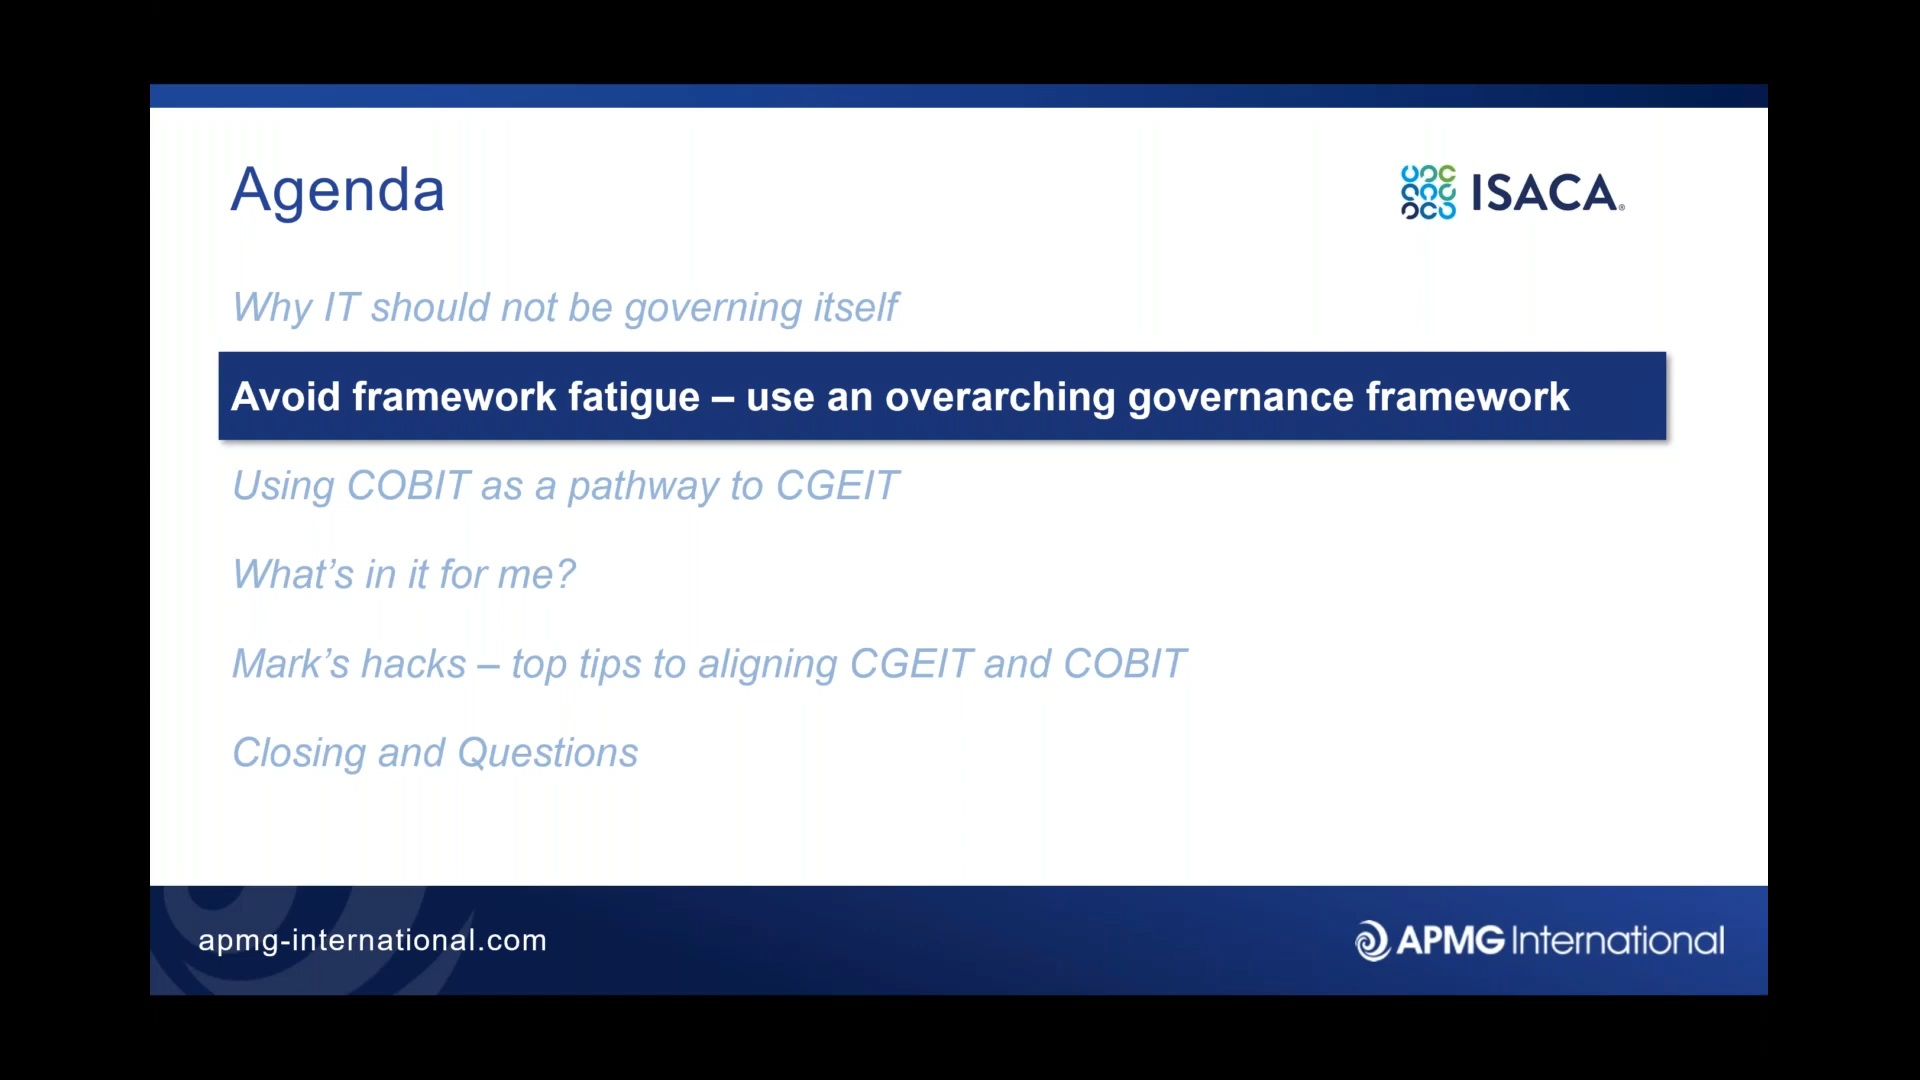 Agenda
ISACA®
Why IT should not be governing itself
Avoid framework fatigue – use an overarching governance framework
Using COBIT as a pathway to CGEIT
What’s in it for me?
Mark’s hacks – top tips to aligning CGEIT and COBIT
Closing and Questions
apmg-international.com
APMG International